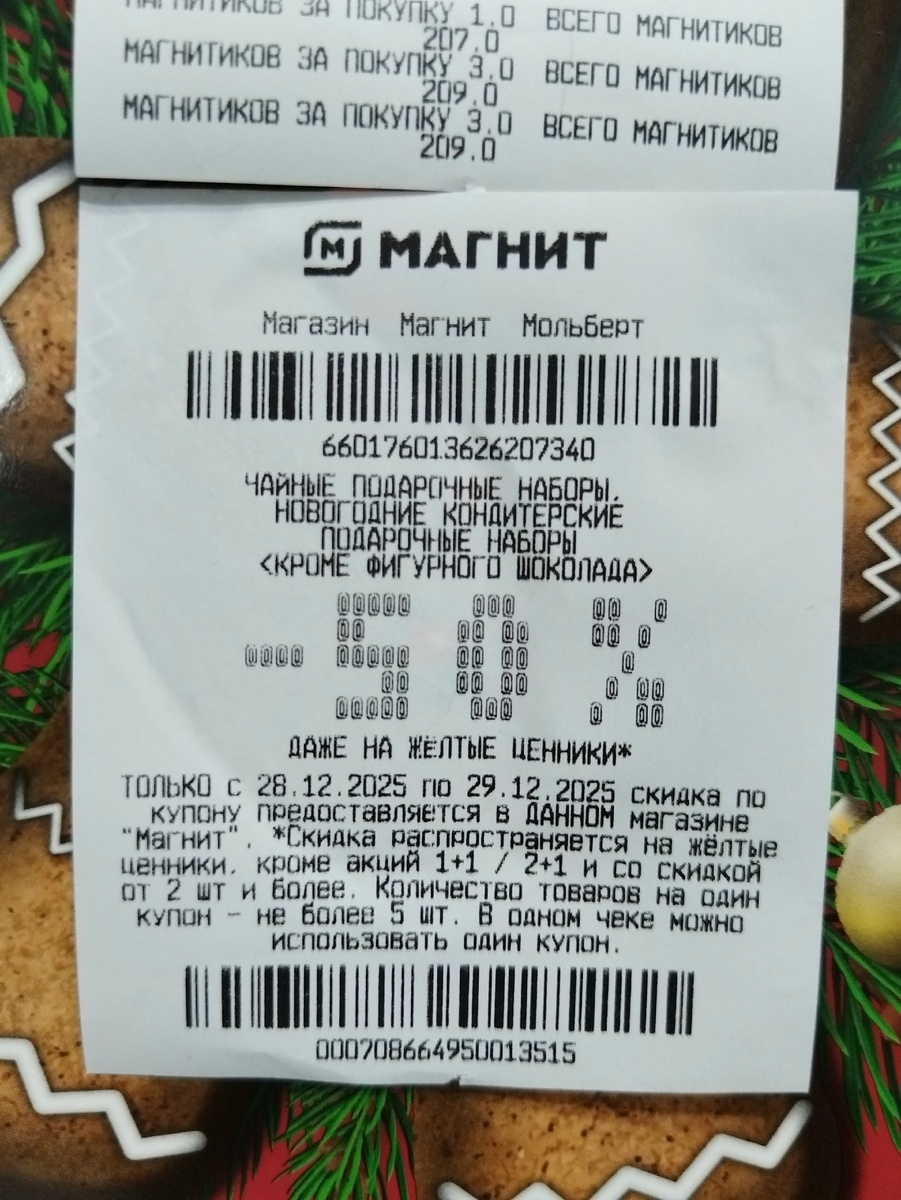 МАГНИТИКОВ ЗА ПОКУПКУ 1.0 ВСЕГО МАГНИТИКОВ
207.0
МАГНИТИКОВ ЗА ПОКУПКУ 3.0 ВСЕГО МАГНИТИКОВ
209.0
МАГНИТИКОВ ЗА ПОКУПКУ 3.0 ВСЕГО МАГНИТИКОВ
209.0
М МАГНИТ
Магазин Магнит Мольберт
660176013626207340
ЧАЙНЫЕ ПОДАРОЧНЫЕ НАБОРЫ,
НОВОГОДНИЕ КОНДИТЕРСКИЕ
ПОДАРОЧНЫЕ НАБОРЫ
<КРОМЕ ФИГУРНОГО ШОКОЛАДА>
-50%
ДАЖЕ НА ЖЁЛТЫЕ ЦЕННИКИ*
ТОЛЬКО с 28.12.2025 по 29.12.2025 скидка по
купону предоставляется в ДАННОМ магазине
"Магнит". *Скидка распространяется на жёлтые
ценники, кроме акций 1+1 / 2+1 и со скидкой
от 2 шт и более. Количество товаров на один
купон - не более 5 шт. В одном чеке можно
использовать один купон.
000708664950013515